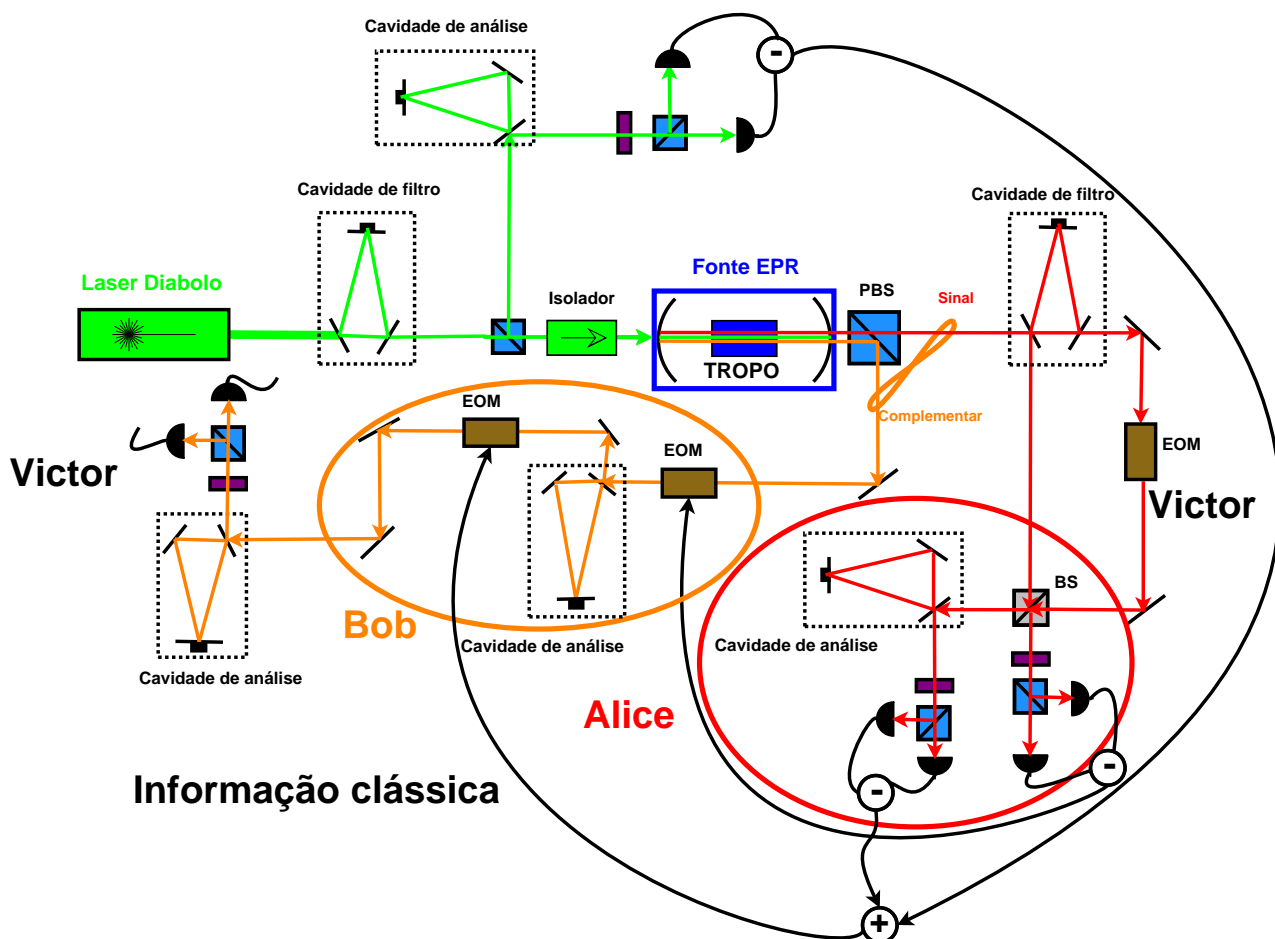 Cavidade de análise
-
Cavidade de filtro
Cavidade de filtro
Laser Diabolo
Isolador
Fonte EPR
PBS
Sinal
TROPO
Complementar
EOM
EOM
EOM
Victor
Victor
BS
Bob
Cavidade de análise
Cavidade de análise
Cavidade de análise
Alice
-
-
Informação clássica
+